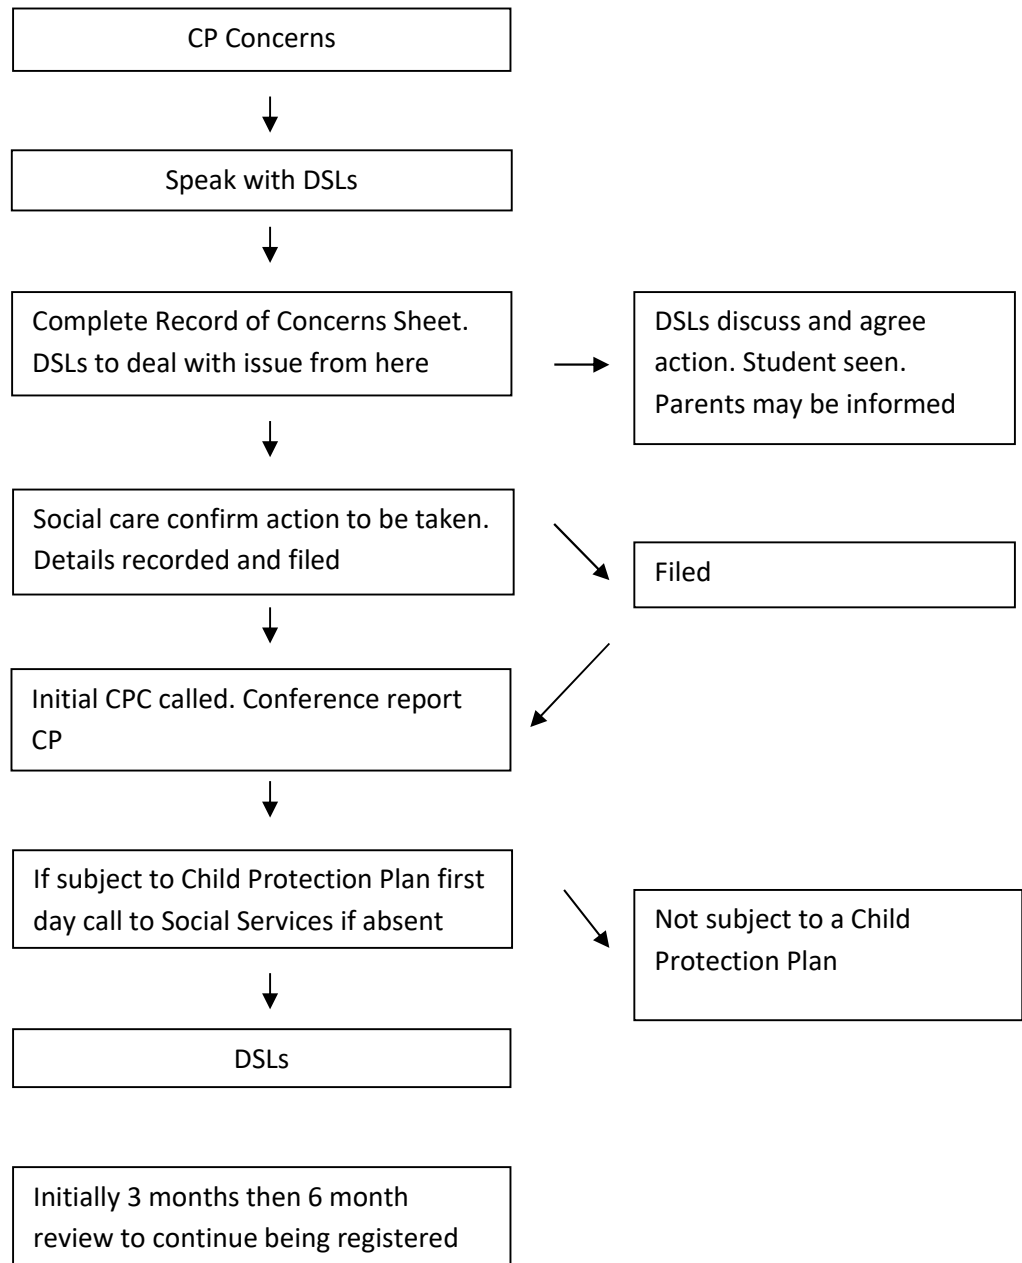 CP Concerns
Speak with DSLs
Complete Record of Concerns Sheet.
DSLs to deal with issue from here
DSLs discuss and agree
action. Student seen.
Parents may be informed
Social care confirm action to be taken.
Details recorded and filed
Filed
Initial CPC called. Conference report
CP
If subject to Child Protection Plan first
day call to Social Services if absent
Not subject to a Child
Protection Plan
DSLs
Initially 3 months then 6 month
review to continue being registered